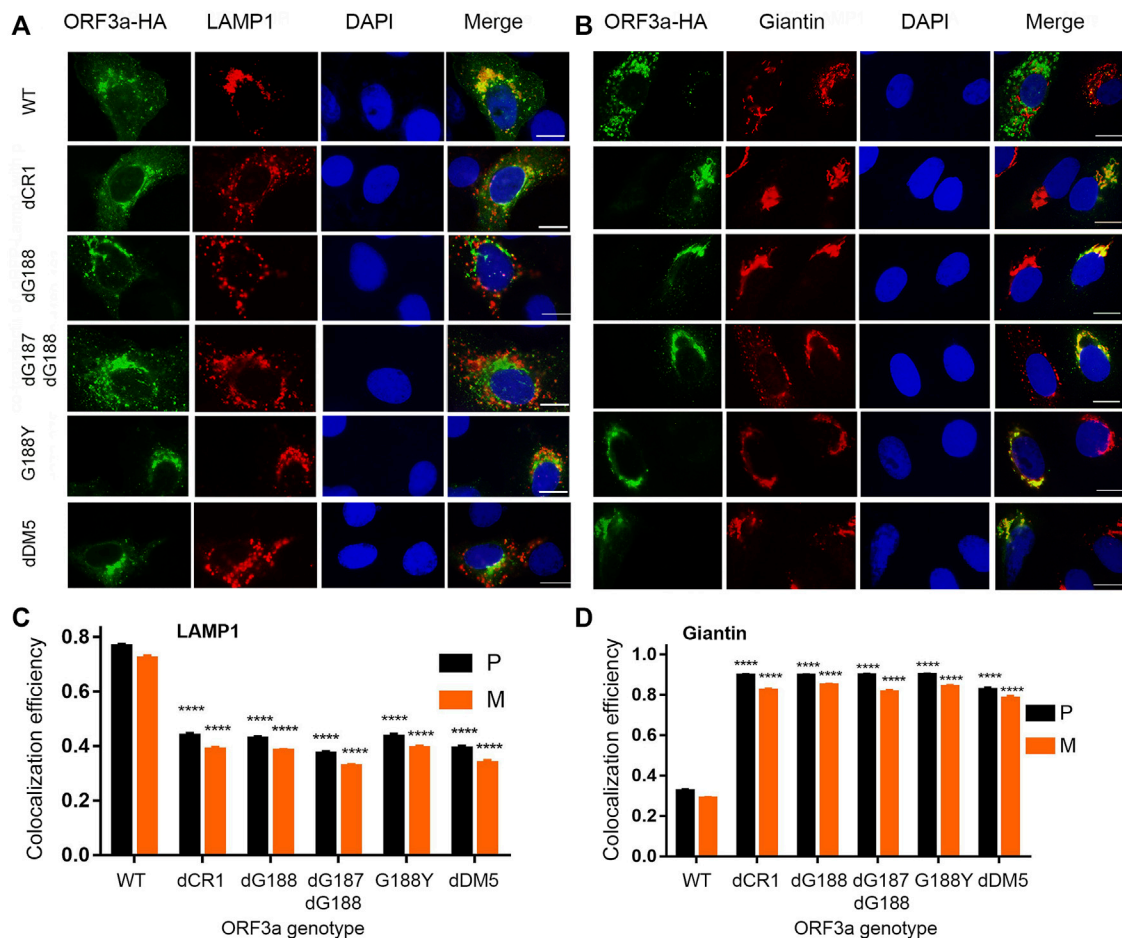 A ORF3a-HA LAMP1 DAPI Merge
WT
dCR1
dG188
dG187
dG188
G188Y
dDM5
B ORF3a-HA Giantin DAPI Merge
C
LAMP1
Colocalization efficiency
0.8
0.6
0.4
0.2
0.0
P
M
**** **** **** **** **** **** **** **** **** ****
WT dCR1 dG188 dG187 G188Y dDM5
dG188
ORF3a genotype
D
Giantin
Colocalization efficiency
1.0
0.8
0.6
0.4
0.2
0.0
**** **** **** **** **** **** **** **** **** ****
P
M
WT dCR1 dG188 dG187 G188Y dDM5
dG188
ORF3a genotype